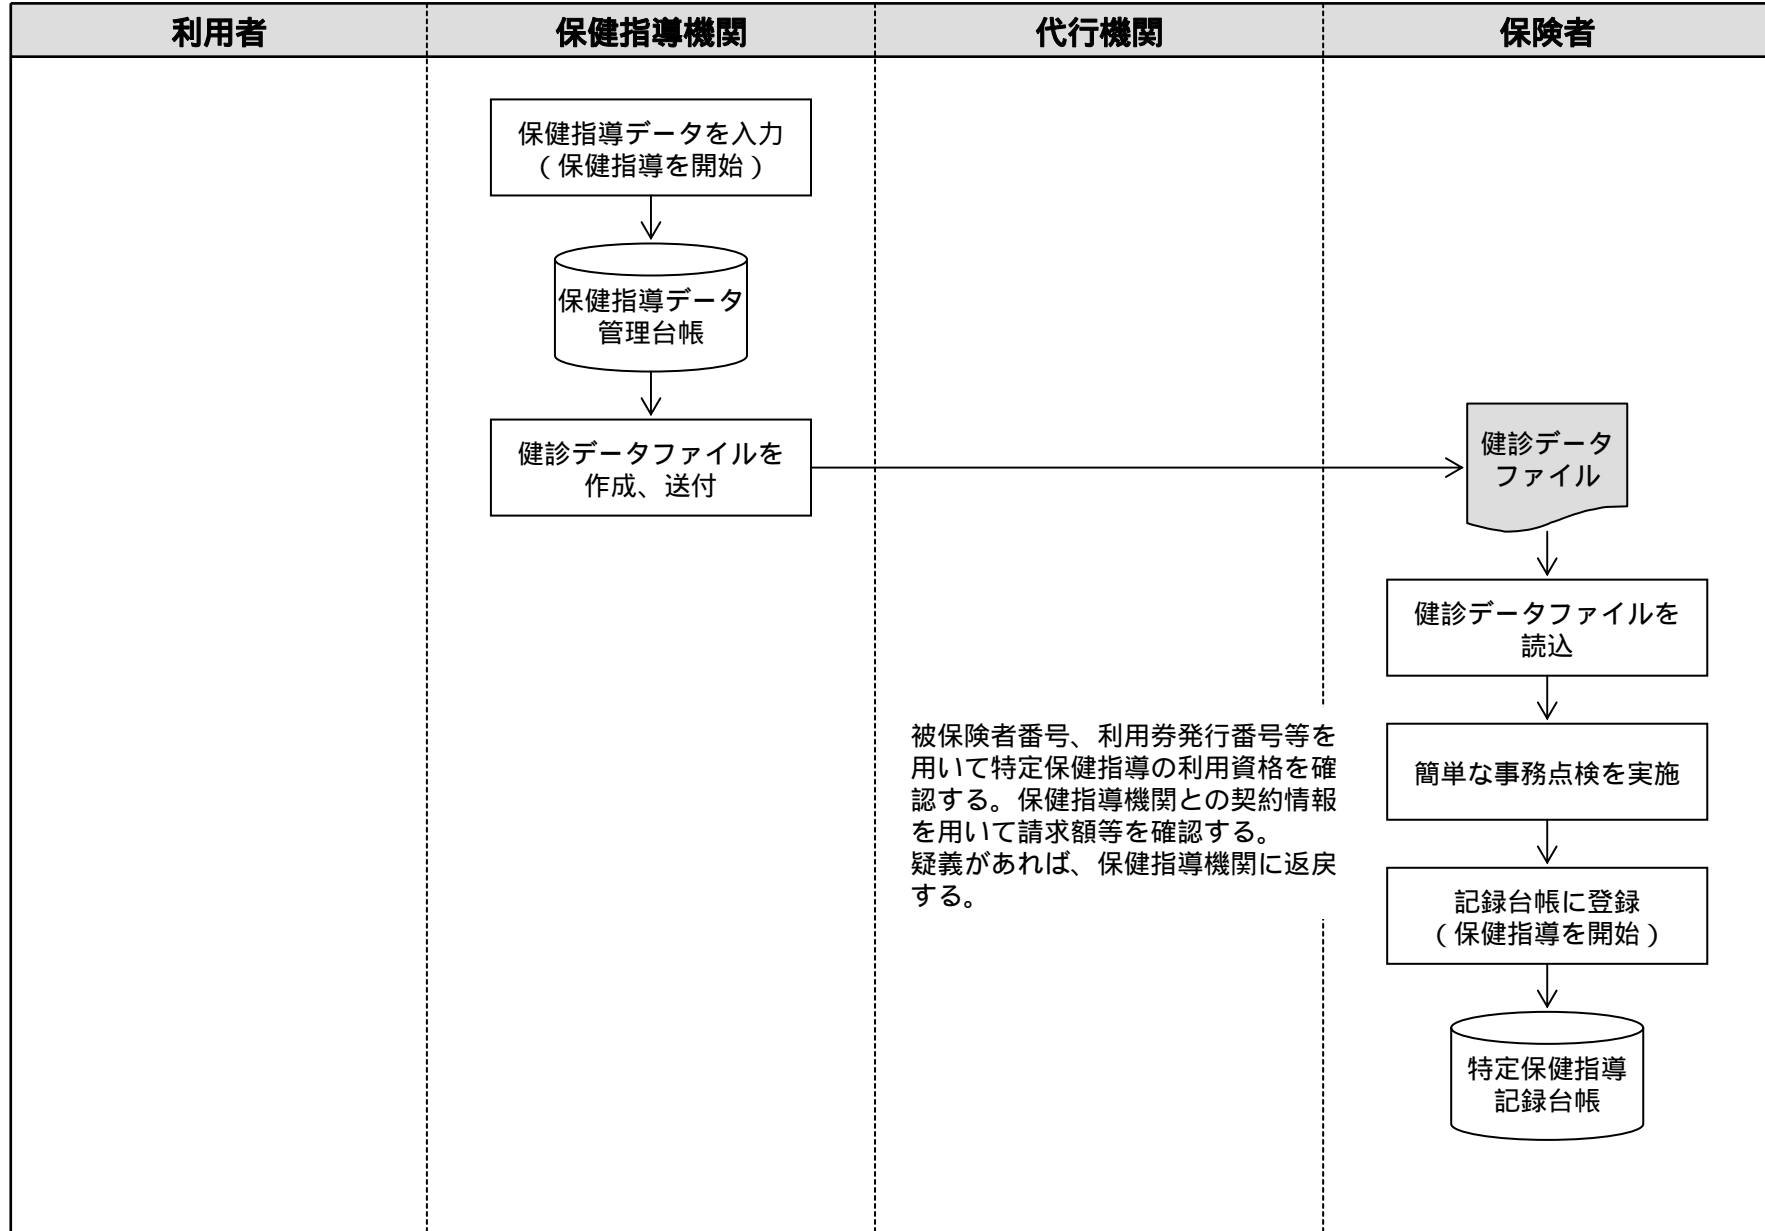 利用者
保健指導機関
代行機関
保険者
保健指導データを入力
（保健指導を開始）
保健指導データ
管理台帳
健診データファイルを
作成、送付
健診データ
ファイル
健診データファイルを
読込
簡単な事務点検を実施
被保険者番号、利用券発行番号等を
用いて特定保健指導の利用資格を確
認する。保健指導機関との契約情報
を用いて請求額等を確認する。
疑義があれば、保健指導機関に返戻
する。
記録台帳に登録
（保健指導を開始）
特定保健指導
記録台帳